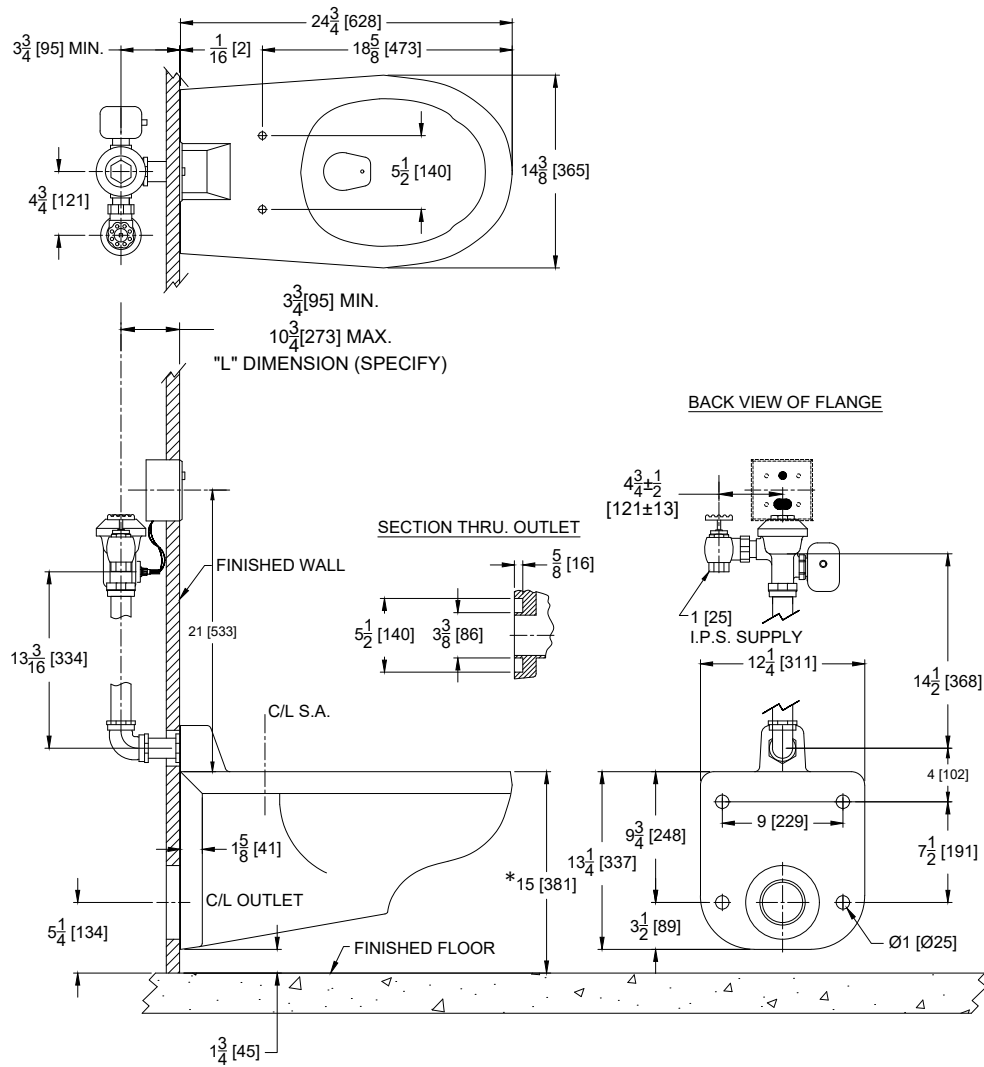 24 3/4 [628]
3 3/4 [95] MIN.
1/16 [2]
18 5/8 [473]
5 1/2 [140]
14 3/8 [365]
4 3/4 [121]
3 3/4 [95] MIN.
10 3/4 [273] MAX.
"L" DIMENSION (SPECIFY)
BACK VIEW OF FLANGE
4 3/4 ± 1/2
[121±13]
SECTION THRU. OUTLET
5/8 [16]
FINISHED WALL
1 [25]
I.P.S. SUPPLY
5 1/2 [140]
3 3/8 [86]
21 [533]
13 3/16 [334]
12 1/4 [311]
14 1/2 [368]
C/L S.A.
4 [102]
9 [229]
1 5/8 [41]
9 3/4 [248]
7 1/2 [191]
13 1/4 [337]
*15 [381]
C/L OUTLET
5 1/4 [134]
3 1/2 [89]
FINISHED FLOOR
Ø1 [Ø25]
1 3/4 [45]